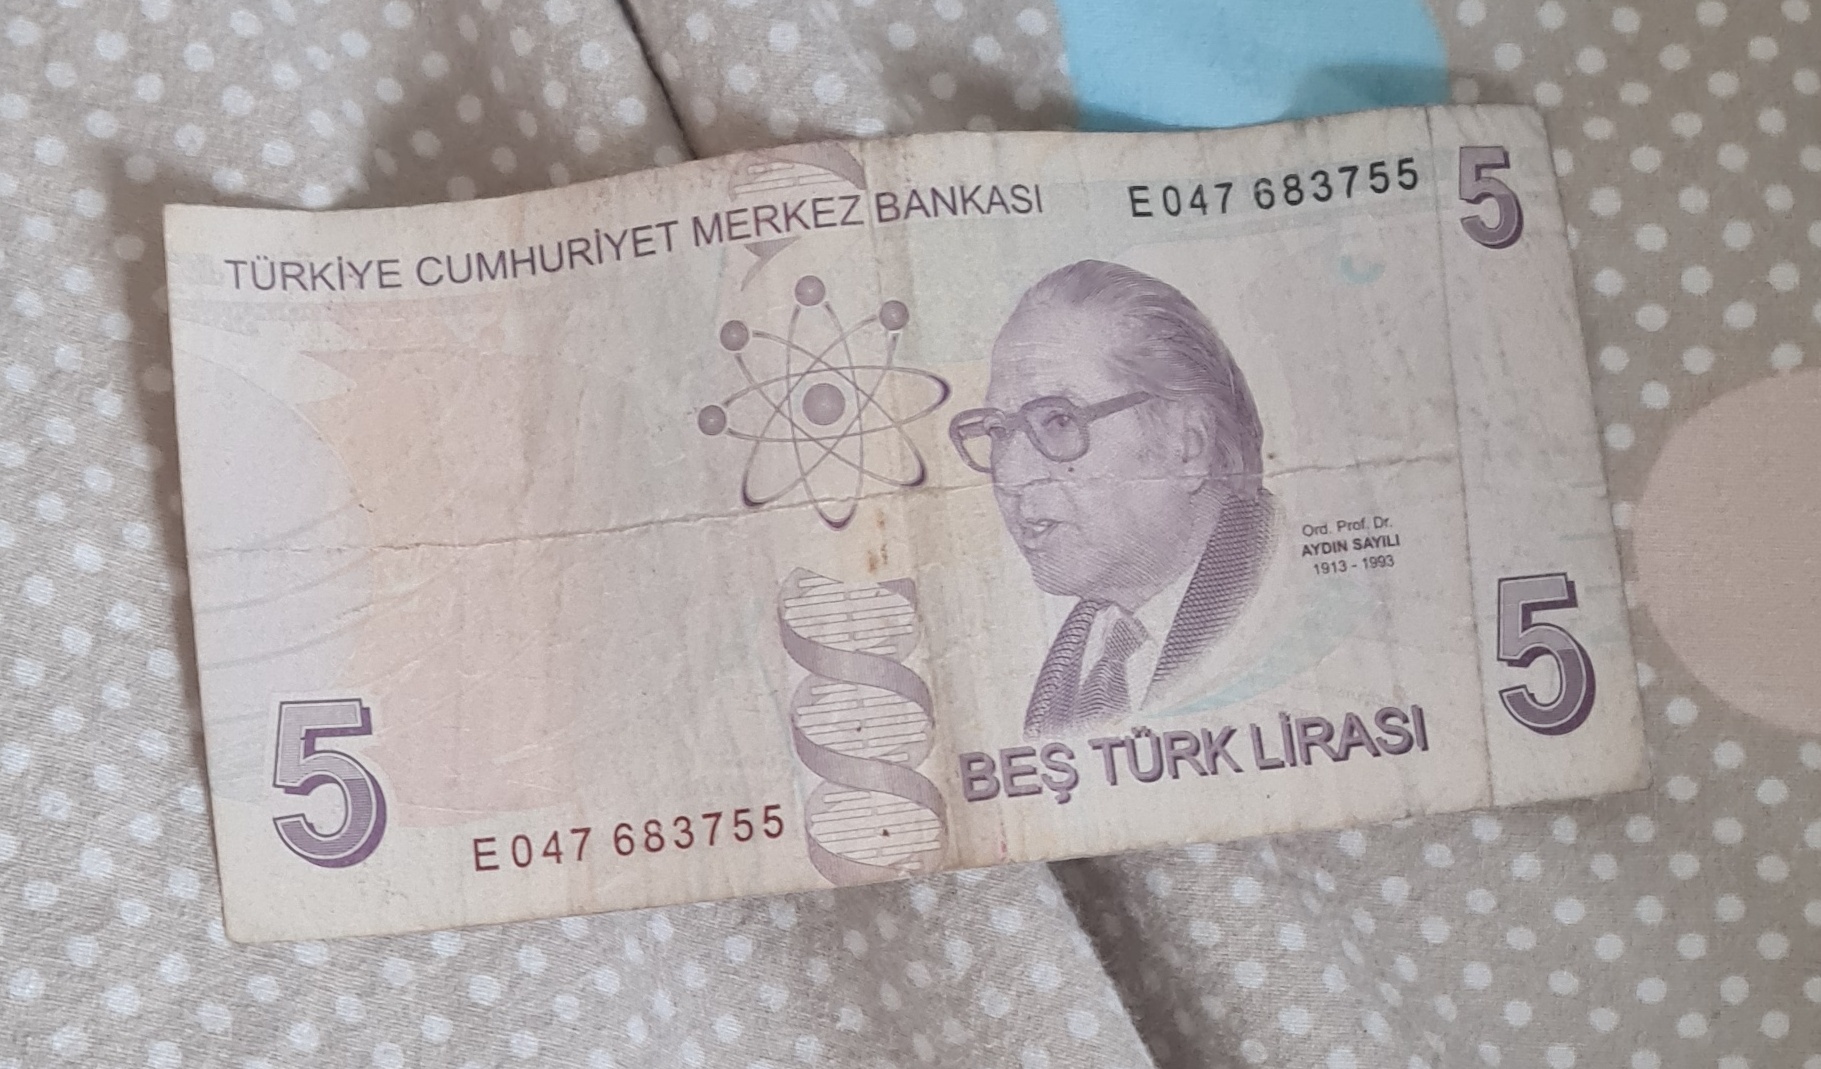 TÜRKİYE CUMHURİYET MERKEZ BANKASI
E047 683755
5
Ord. Prof. Dr.
AYDIN SAYILI
1913 - 1993
5
BEŞ TÜRK LİRASI
5
E047 683755